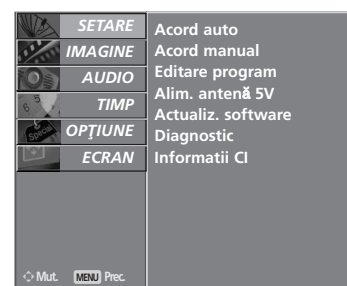 SETARE
IMAGINE
AUDIO
TIMP
OPŢIUNE
ECRAN
Acord auto
Acord manual
Editare program
Alim. antenă 5V
Actualiz. software
Diagnostic
Informatii CI
Mut. MENU Prec.